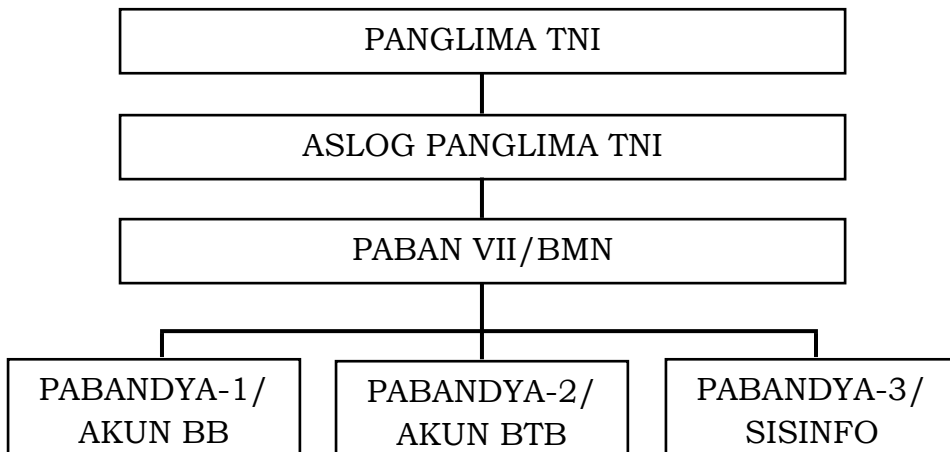 PANGLIMA TNI
ASLOG PANGLIMA TNI
PABAN VII/BMN
PABANDYA-1/
AKUN BB
PABANDYA-2/
AKUN BTB
PABANDYA-3/
SISINFO